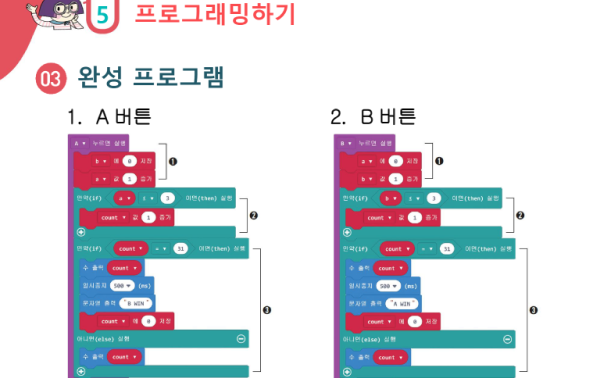 5 프로그래밍하기
03 완성 프로그램
1. A 버튼
A ▼ 누르면 실행
b ▼ 에 0 저장
a ▼ 값 1 증가
❶
만약(if) a ▼ ≤ ▼ 3 이면(then) 실행
count ▼ 값 1 증가
❷
만약(if) count ▼ = ▼ 31 이면(then) 실행
수 출력 count ▼
일시중지 500 ▼ (ms)
문자열 출력 "B WIN"
count ▼ 에 0 저장
❸
아니면(else) 실행
수 출력 count ▼
2. B 버튼
B ▼ 누르면 실행
a ▼ 에 0 저장
b ▼ 값 1 증가
❶
만약(if) b ▼ ≤ ▼ 3 이면(then) 실행
count ▼ 값 1 증가
❷
만약(if) count ▼ = ▼ 31 이면(then) 실행
수 출력 count ▼
일시중지 500 ▼ (ms)
문자열 출력 "A WIN"
count ▼ 에 0 저장
❸
아니면(else) 실행
수 출력 count ▼